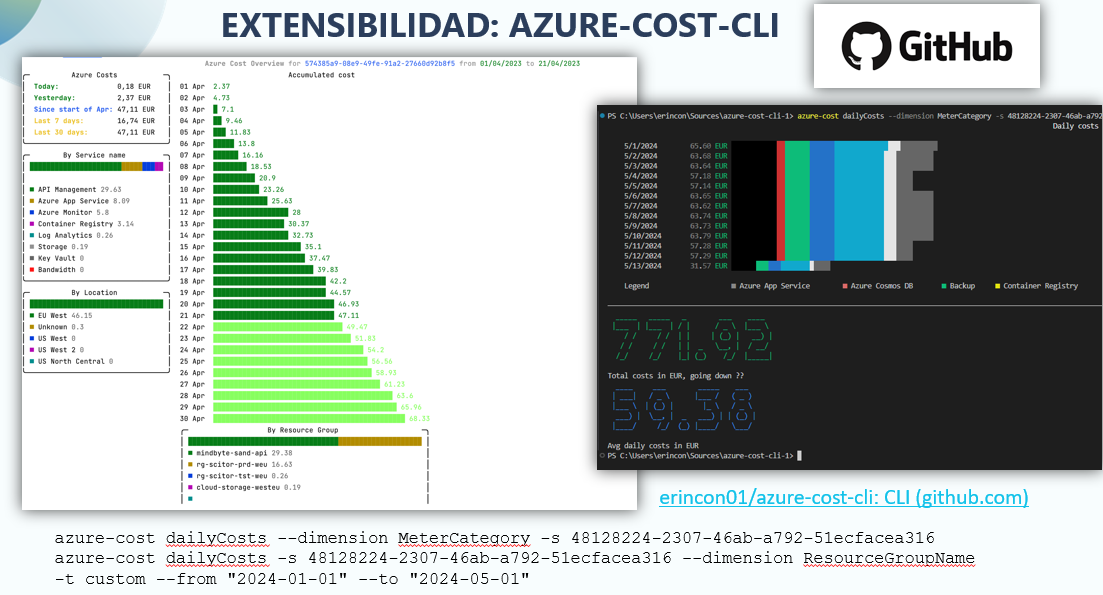 EXTENSIBILIDAD: AZURE-COST-CLI
GitHub
Azure Cost Overview for 574385a9-08e9-49fe-91a2-27660d92b8f5 from 01/04/2023 to 21/04/2023
Azure Costs
Today: 0,18 EUR
Yesterday: 2,37 EUR
Since start of Apr: 47,11 EUR
Last 7 days: 16,74 EUR
Last 30 days: 47,11 EUR
By Service name
API Management 29.63
Azure App Service 8.09
Azure Monitor 5.8
Container Registry 3.14
Log Analytics 0.26
Storage 0.19
Key Vault 0
Bandwidth 0
By Location
EU West 46.15
Unknown 0.3
US West 0
US West 2 0
US North Central 0
Accumulated cost
01 Apr 2.37
02 Apr 4.73
03 Apr 7.1
04 Apr 9.46
05 Apr 11.83
06 Apr 13.8
07 Apr 16.16
08 Apr 18.53
09 Apr 20.9
10 Apr 23.26
11 Apr 25.63
12 Apr 28
13 Apr 30.37
14 Apr 32.73
15 Apr 35.1
16 Apr 37.47
17 Apr 39.83
18 Apr 42.2
19 Apr 44.57
20 Apr 46.93
21 Apr 47.11
22 Apr 49.47
23 Apr 51.83
24 Apr 54.2
25 Apr 56.56
26 Apr 58.93
27 Apr 61.23
28 Apr 63.6
29 Apr 65.96
30 Apr 68.33
By Resource Group
mindbyte-sand-api 29.38
rg-scitor-prd-weu 16.63
rg-scitor-tst-weu 0.26
cloud-storage-westeu 0.19
PS C:\Users\erincon\Sources\azure-cost-cli-1> azure-cost dailyCosts --dimension MeterCategory -s 48128224-2307-46ab-a792
Daily costs
5/1/2024 65.60 EUR
5/2/2024 63.68 EUR
5/3/2024 63.64 EUR
5/4/2024 57.18 EUR
5/5/2024 57.14 EUR
5/6/2024 63.65 EUR
5/7/2024 63.62 EUR
5/8/2024 63.74 EUR
5/9/2024 63.73 EUR
5/10/2024 63.79 EUR
5/11/2024 57.28 EUR
5/12/2024 57.29 EUR
5/13/2024 31.57 EUR
Legend Azure App Service Azure Cosmos DB Backup Container Registry
771.92
Total costs in EUR, going down ??
59.38
Avg daily costs in EUR
PS C:\Users\erincon\Sources\azure-cost-cli-1>
erincon01/azure-cost-cli: CLI (github.com)
azure-cost dailyCosts --dimension MeterCategory -s 48128224-2307-46ab-a792-51ecfacea316
azure-cost dailyCosts -s 48128224-2307-46ab-a792-51ecfacea316 --dimension ResourceGroupName
-t custom --from "2024-01-01" --to "2024-05-01"